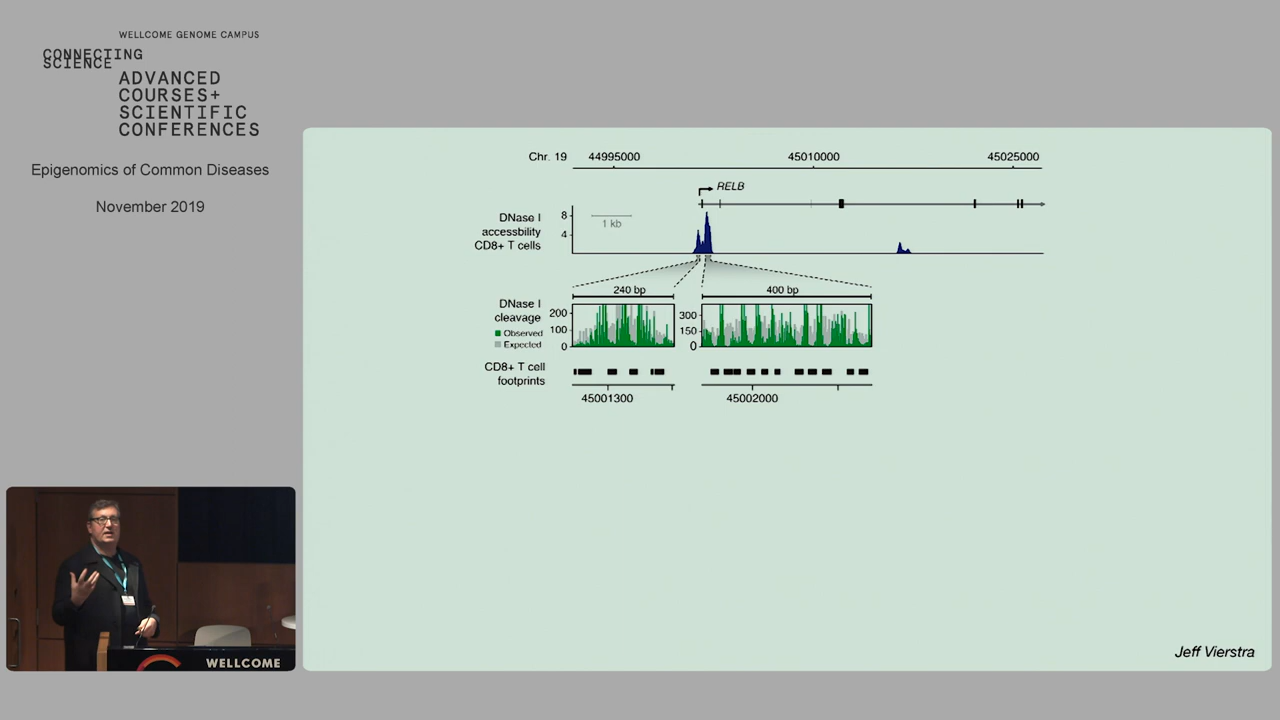 WELLCOME GENOME CAMPUS
CONNECTING
SCIENCE
ADVANCED
COURSES+
SCIENTIFIC
CONFERENCES
Epigenomics of Common Diseases
November 2019
Chr. 19 44995000 45010000 45025000
RELB
DNase I
accessbility
CD8+ T cells
8
4
1 kb
240 bp
400 bp
DNase I
cleavage
Observed
Expected
200
100
0
300
150
0
CD8+ T cell
footprints
45001300
45002000
Jeff Vierstra
WELLCOME